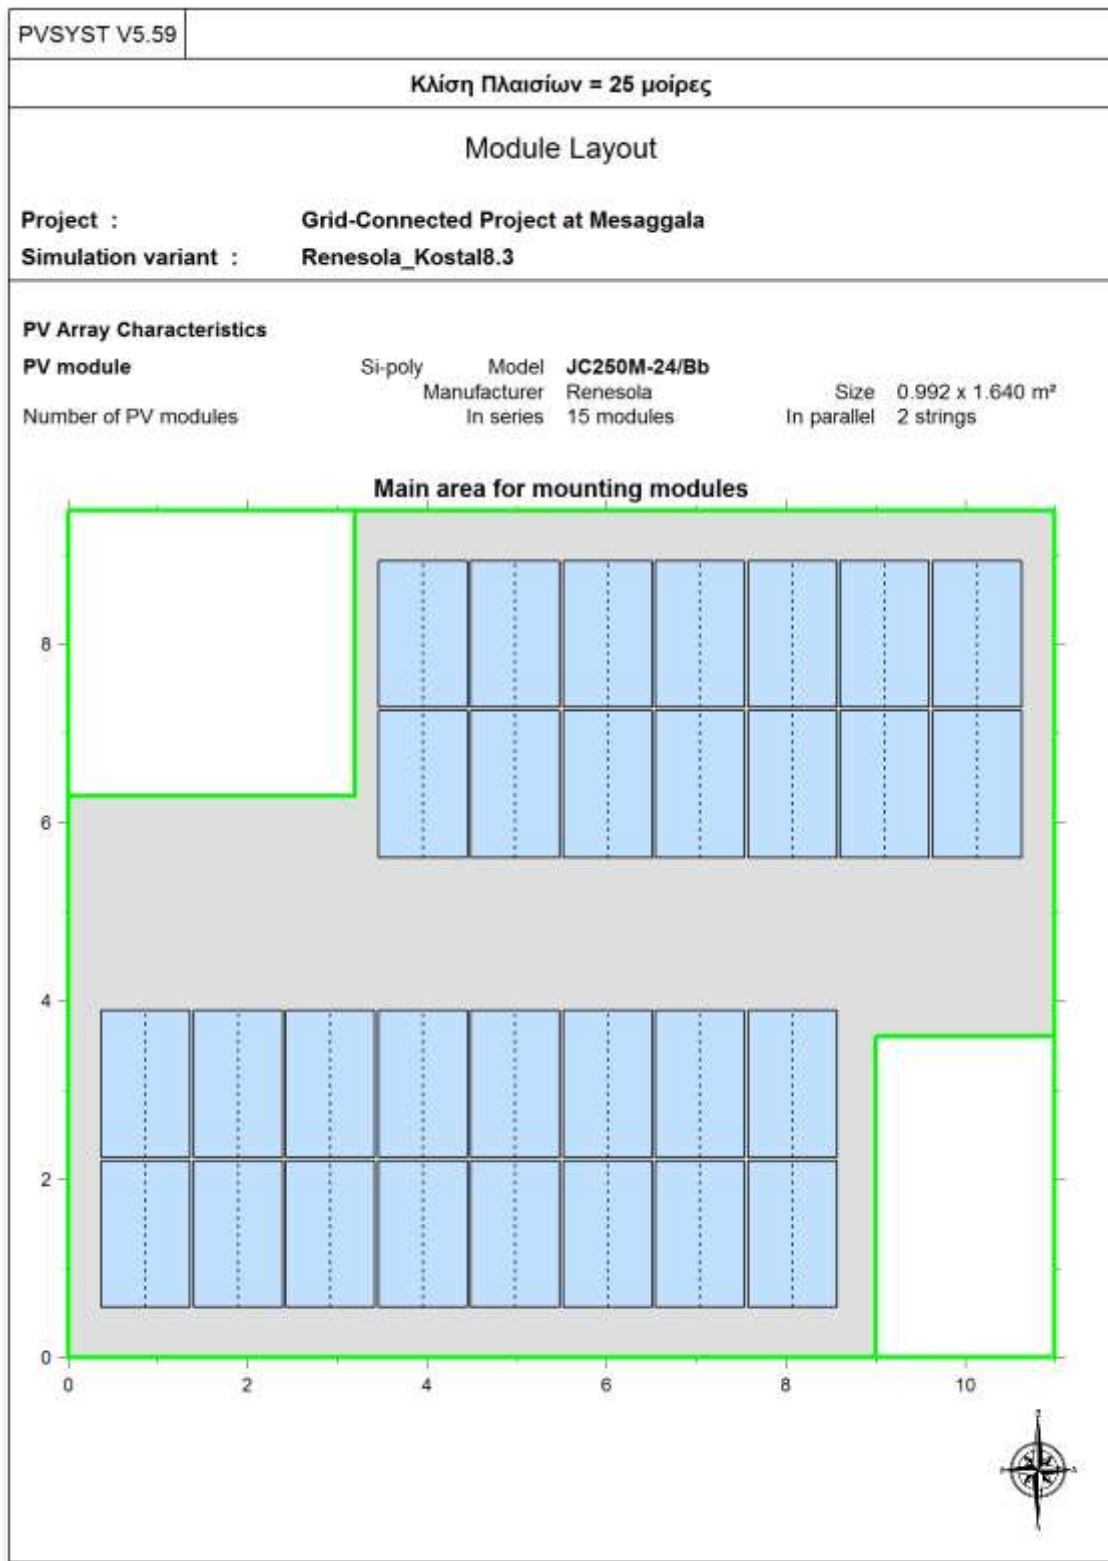 PVSYST V5.59
Κλίση Πλαισίων = 25 μοίρες
Module Layout
Project : Grid-Connected Project at Mesaggala
Simulation variant : Renesola_Kostal8.3
PV Array Characteristics
PV module Si-poly Model JC250M-24/Bb
Manufacturer Renesola Size 0.992 x 1.640 m²
Number of PV modules In series 15 modules In parallel 2 strings
Main area for mounting modules
8
6
4
2
0
0 2 4 6 8 10